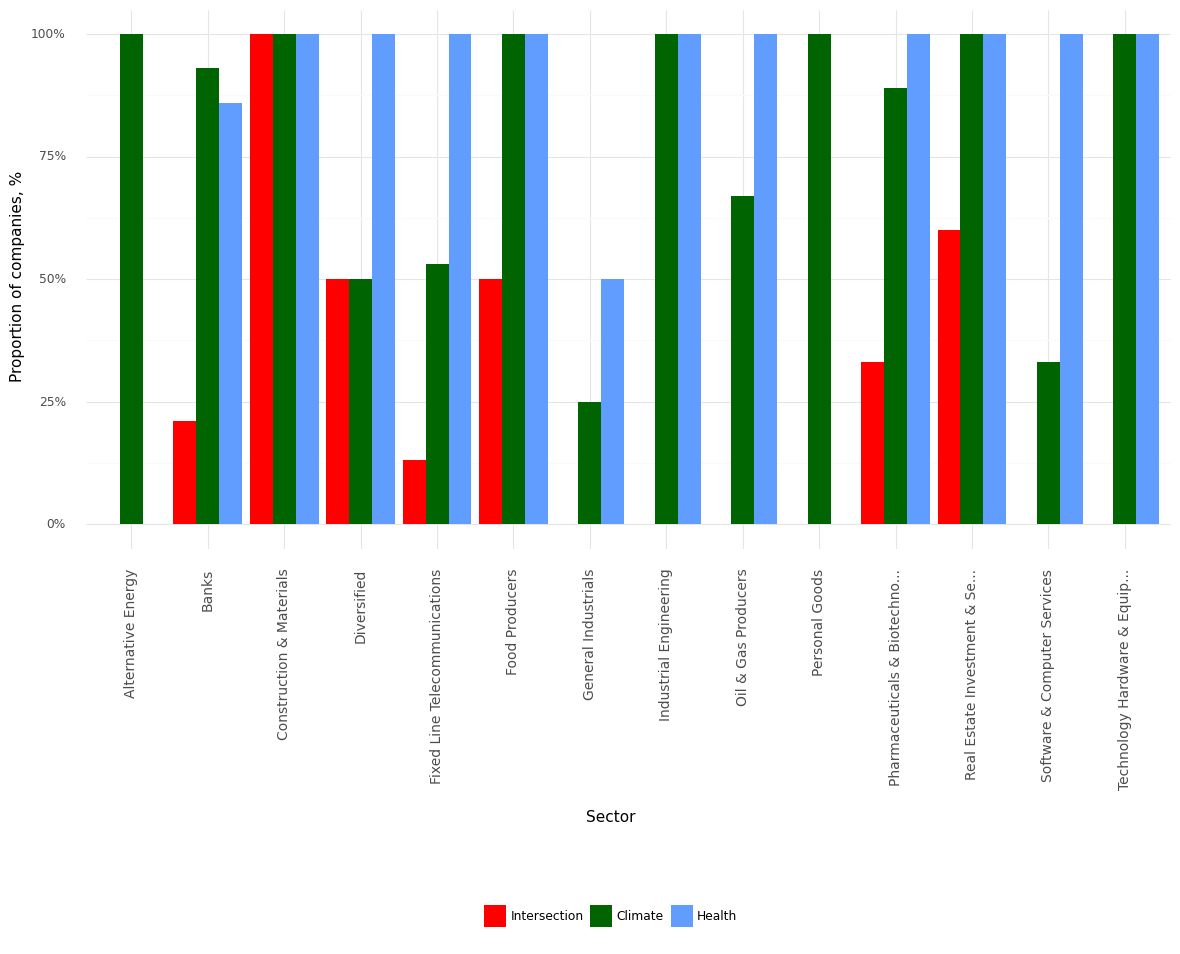 Proportion of companies, %
100%
75%
50%
25%
0%
Alternative Energy
Banks
Construction & Materials
Diversified
Fixed Line Telecommunications
Food Producers
General Industrials
Industrial Engineering
Oil & Gas Producers
Personal Goods
Pharmaceuticals & Biotechno...
Real Estate Investment & Se...
Software & Computer Services
Technology Hardware & Equip...
Sector
Intersection
Climate
Health